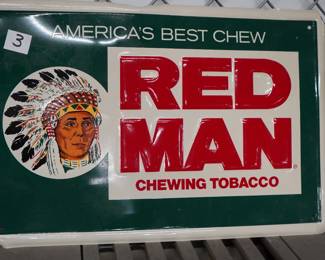 3
AMERICA'S BEST CHEW
RED
MAN®
CHEWING TOBACCO